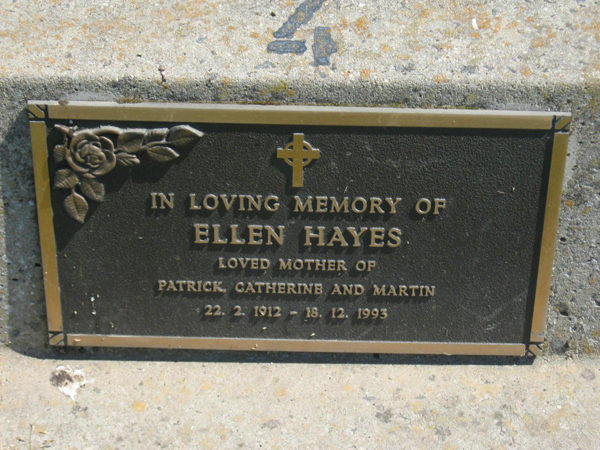 4
IN LOVING MEMORY OF
ELLEN HAYES
LOVED MOTHER OF
PATRICK, CATHERINE AND MARTIN
22. 2. 1912 - 18. 12. 1993